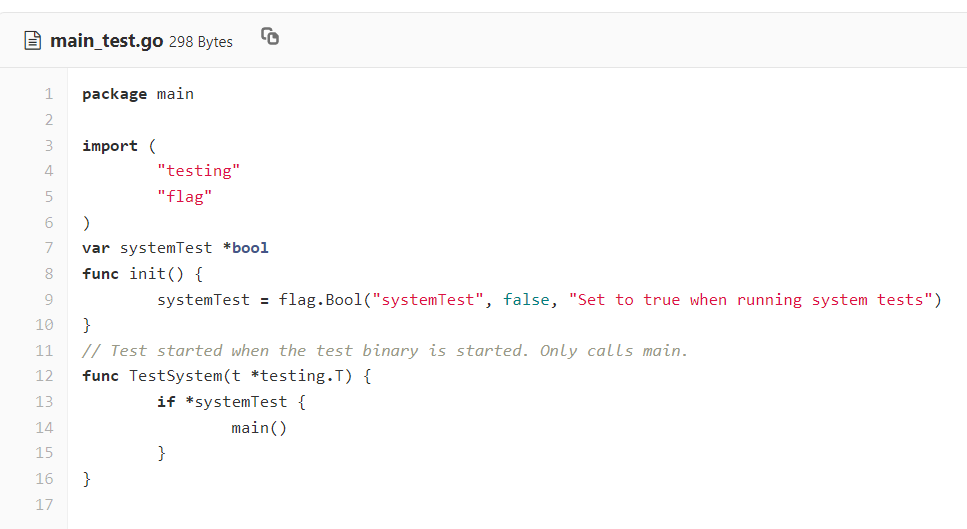 main_test.go 298 Bytes
1 package main
2
3 import (
4 "testing"
5 "flag"
6 )
7 var systemTest *bool
8 func init() {
9 systemTest = flag.Bool("systemTest", false, "Set to true when running system tests")
10 }
11 // Test started when the test binary is started. Only calls main.
12 func TestSystem(t *testing.T) {
13 if *systemTest {
14 main()
15 }
16 }
17